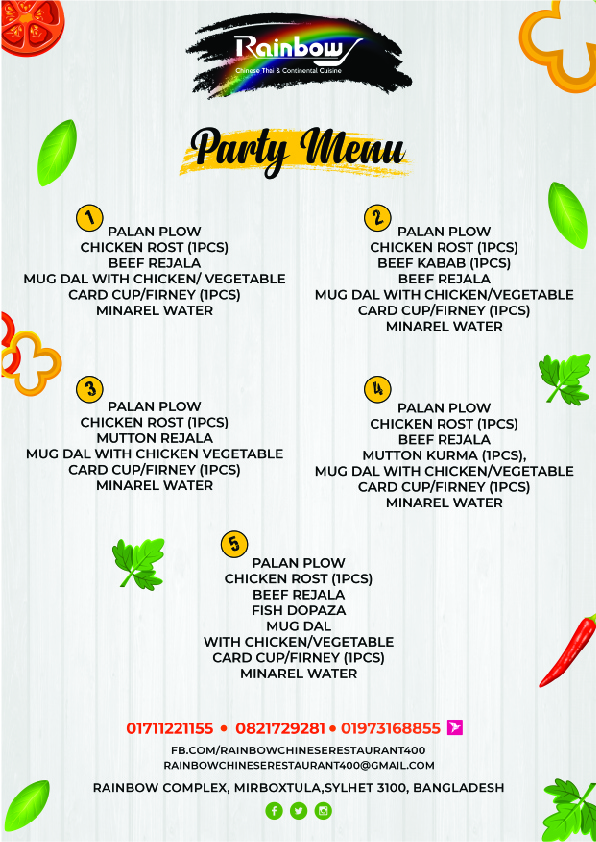 Rainbow
Chinese Thai & Continental Cuisine
Party Menu
1
PALAN PLOW
CHICKEN ROST (1PCS)
BEEF REJALA
MUG DAL WITH CHICKEN/ VEGETABLE
CARD CUP/FIRNEY (1PCS)
MINAREL WATER
2
PALAN PLOW
CHICKEN ROST (1PCS)
BEEF KABAB (1PCS)
BEEF REJALA
MUG DAL WITH CHICKEN/VEGETABLE
CARD CUP/FIRNEY (1PCS)
MINAREL WATER
3
PALAN PLOW
CHICKEN ROST (1PCS)
MUTTON REJALA
MUG DAL WITH CHICKEN VEGETABLE
CARD CUP/FIRNEY (1PCS)
MINAREL WATER
4
PALAN PLOW
CHICKEN ROST (1PCS)
BEEF REJALA
MUTTON KURMA (1PCS),
MUG DAL WITH CHICKEN/VEGETABLE
CARD CUP/FIRNEY (1PCS)
MINAREL WATER
5
PALAN PLOW
CHICKEN ROST (1PCS)
BEEF REJALA
FISH DOPAZA
MUG DAL
WITH CHICKEN/VEGETABLE
CARD CUP/FIRNEY (1PCS)
MINAREL WATER
01711221155 • 0821729281 • 01973168855
FB.COM/RAINBOWCHINESERESTAURANT400
RAINBOWCHINESERESTAURANT400@GMAIL.COM
RAINBOW COMPLEX, MIRBOXTULA,SYLHET 3100, BANGLADESH